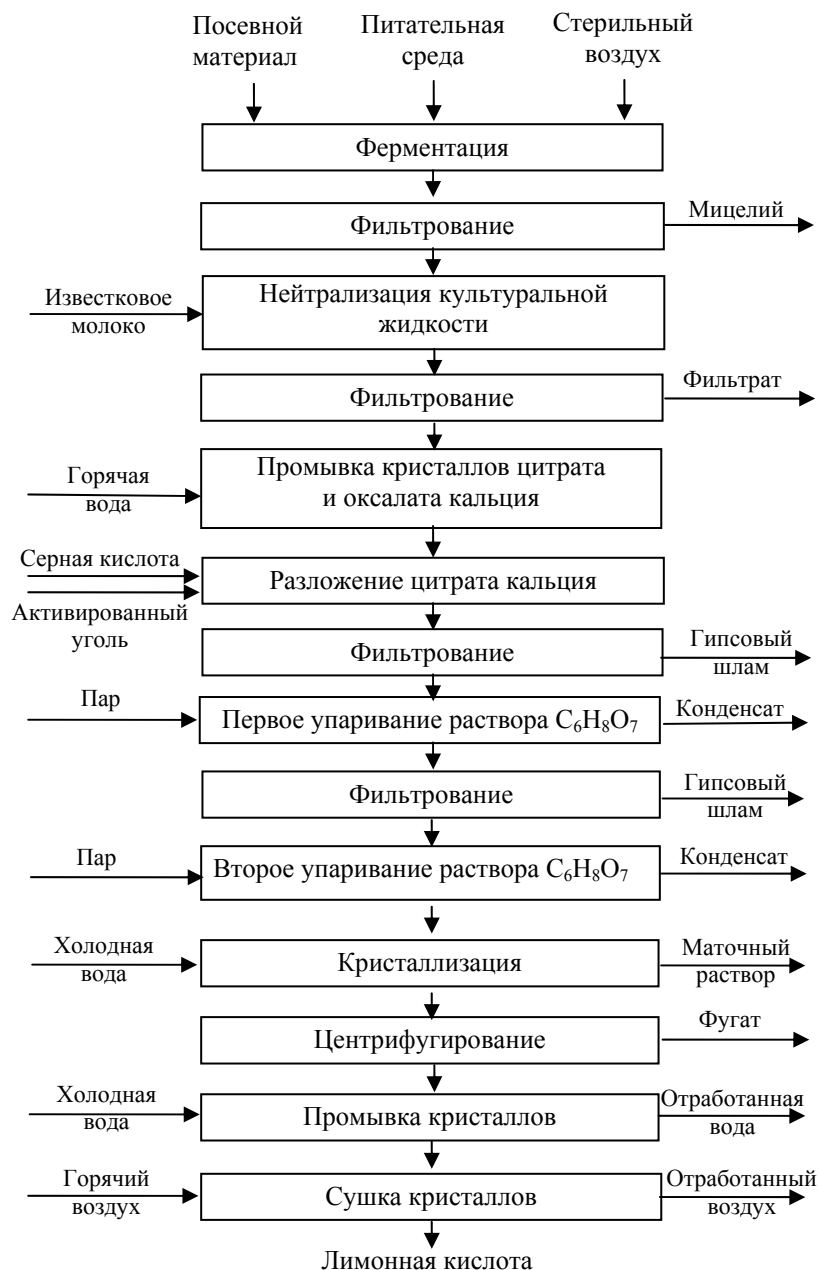 Посевной
материал
Питательная
среда
Стерильный
воздух
Ферментация
Фильтрование
Мицелий
Известковое
молоко
Нейтрализация культуральной
жидкости
Фильтрование
Фильтрат
Горячая
вода
Промывка кристаллов цитрата
и оксалата кальция
Серная кислота
Активированный
уголь
Разложение цитрата кальция
Фильтрование
Гипсовый
шлам
Пар
Первое упаривание раствора C₆H₈O₇
Конденсат
Фильтрование
Гипсовый
шлам
Пар
Второе упаривание раствора C₆H₈O₇
Конденсат
Холодная
вода
Кристаллизация
Маточный
раствор
Центрифугирование
Фугат
Холодная
вода
Промывка кристаллов
Отработанная
вода
Горячий
воздух
Сушка кристаллов
Отработанный
воздух
Лимонная кислота